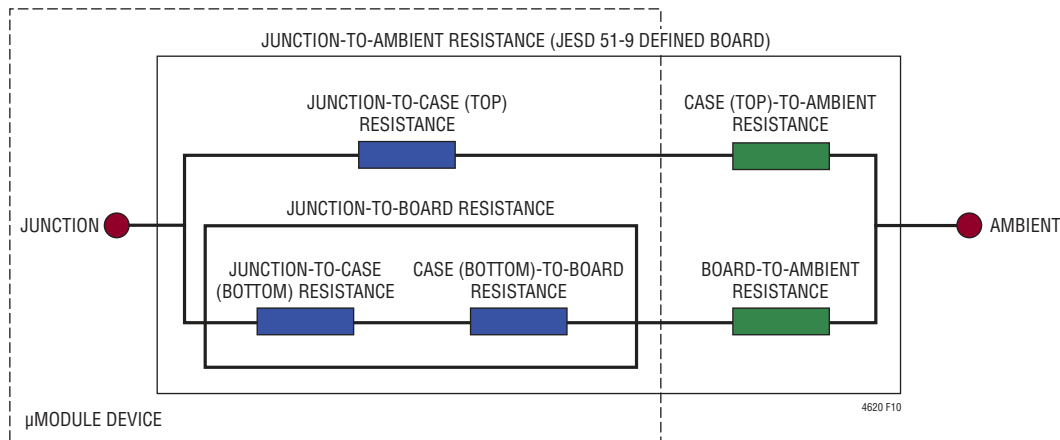 JUNCTION-TO-AMBIENT RESISTANCE (JESD 51-9 DEFINED BOARD)
JUNCTION-TO-CASE (TOP)
RESISTANCE
CASE (TOP)-TO-AMBIENT
RESISTANCE
JUNCTION
JUNCTION-TO-BOARD RESISTANCE
AMBIENT
JUNCTION-TO-CASE
(BOTTOM) RESISTANCE
CASE (BOTTOM)-TO-BOARD
RESISTANCE
BOARD-TO-AMBIENT
RESISTANCE
4620 F10
µMODULE DEVICE